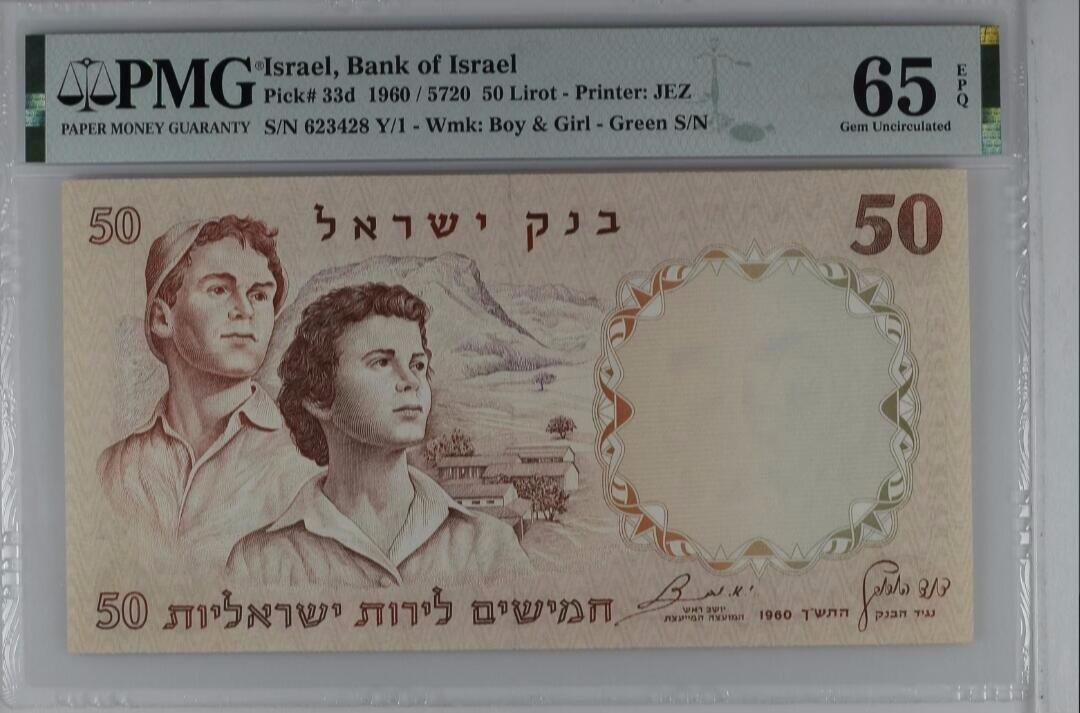 PMG® Israel, Bank of Israel
Pick# 33d 1960 / 5720 50 Lirot - Printer: JEZ
PAPER MONEY GUARANTY S/N 623428 Y/1 - Wmk: Boy & Girl - Green S/N
65 EPQ
Gem Uncirculated
50 בנק ישראל 50
50 חמישים לירות ישראליות
יושב ראש
המועצה המייעצת
התש"ך 1960
נגיד הבנק